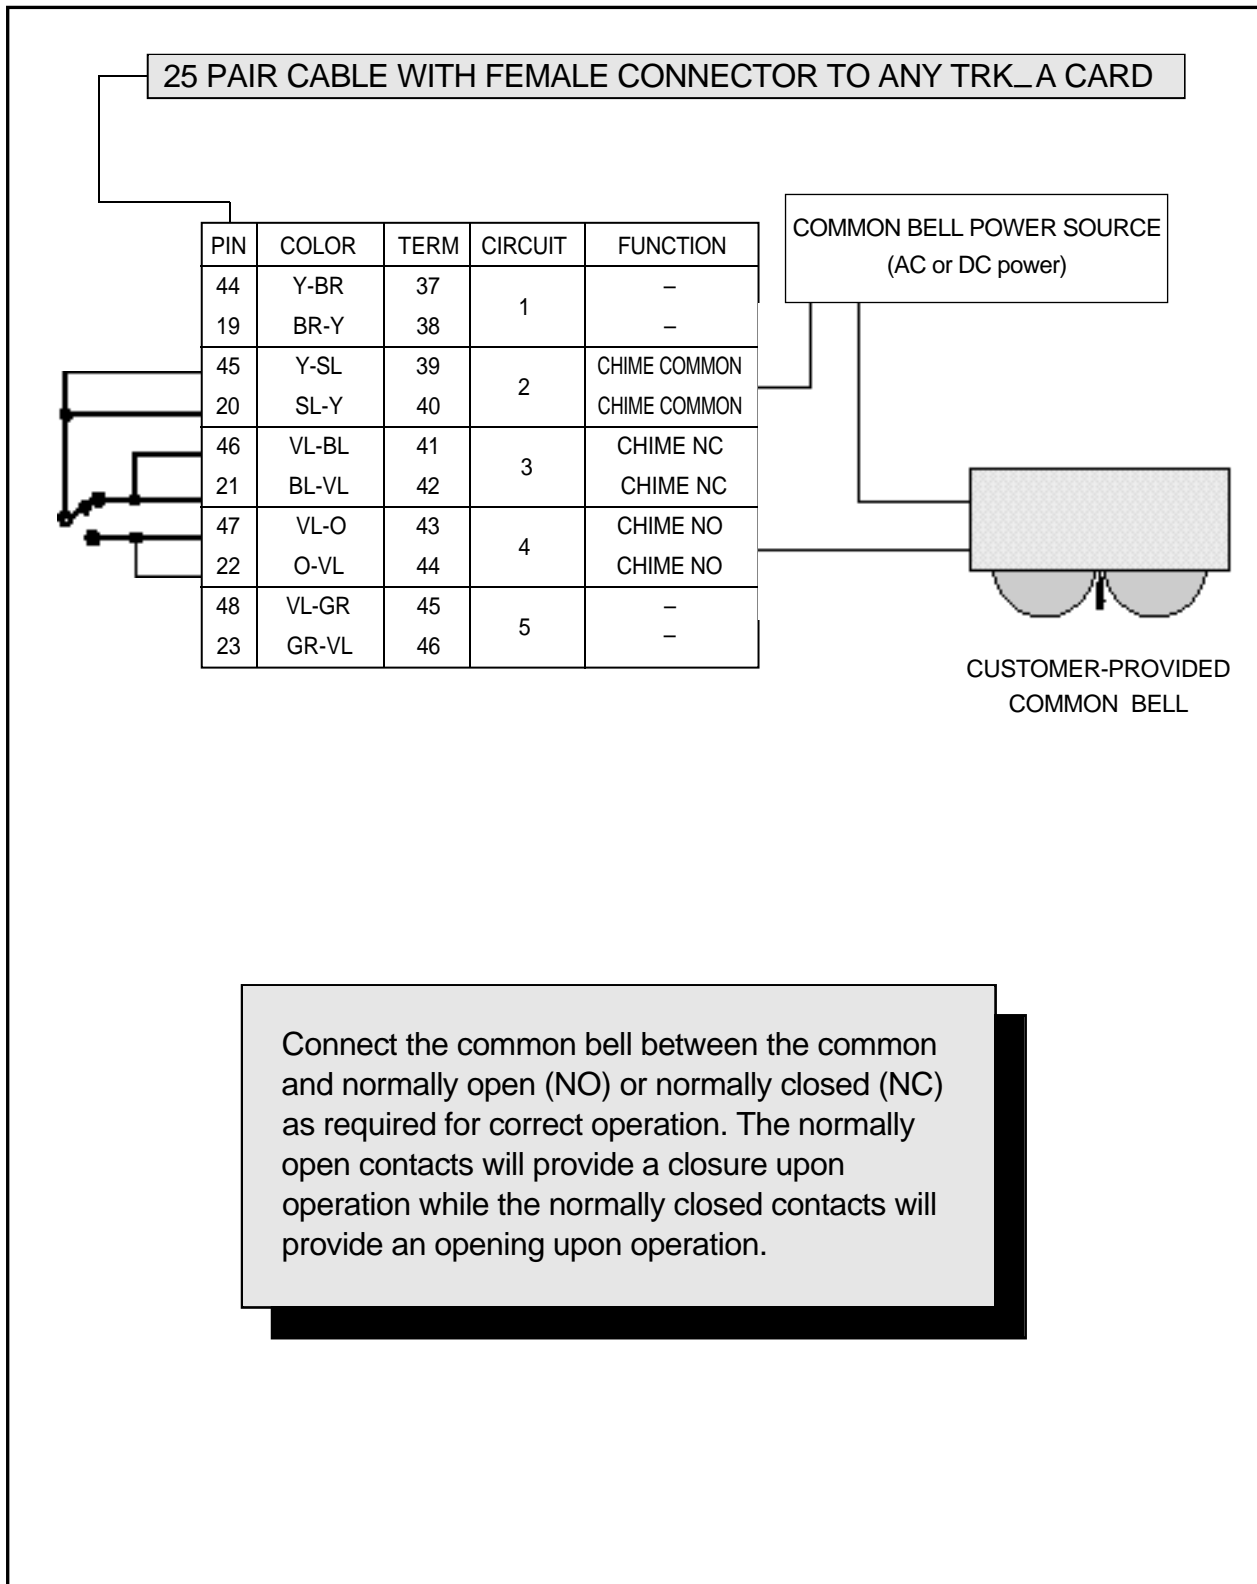 25 PAIR CABLE WITH FEMALE CONNECTOR TO ANY TRK_A CARD
COMMON BELL POWER SOURCE
(AC or DC power)
PIN COLOR TERM CIRCUIT FUNCTION
44 Y-BR 37 1 –
19 BR-Y 38 –
45 Y-SL 39 2 CHIME COMMON
20 SL-Y 40 CHIME COMMON
46 VL-BL 41 3 CHIME NC
21 BL-VL 42 CHIME NC
47 VL-O 43 4 CHIME NO
22 O-VL 44 CHIME NO
48 VL-GR 45 5 –
23 GR-VL 46 –
CUSTOMER-PROVIDED
COMMON BELL
Connect the common bell between the common
and normally open (NO) or normally closed (NC)
as required for correct operation. The normally
open contacts will provide a closure upon
operation while the normally closed contacts will
provide an opening upon operation.